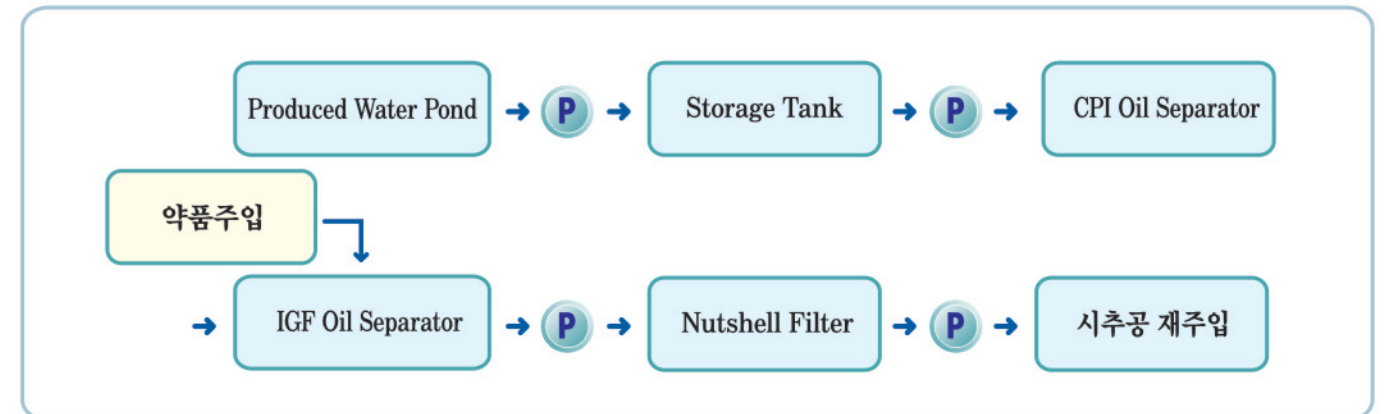 Produced Water Pond
P
Storage Tank
P
CPI Oil Separator
약품주입
IGF Oil Separator
P
Nutshell Filter
P
시추공 재주입